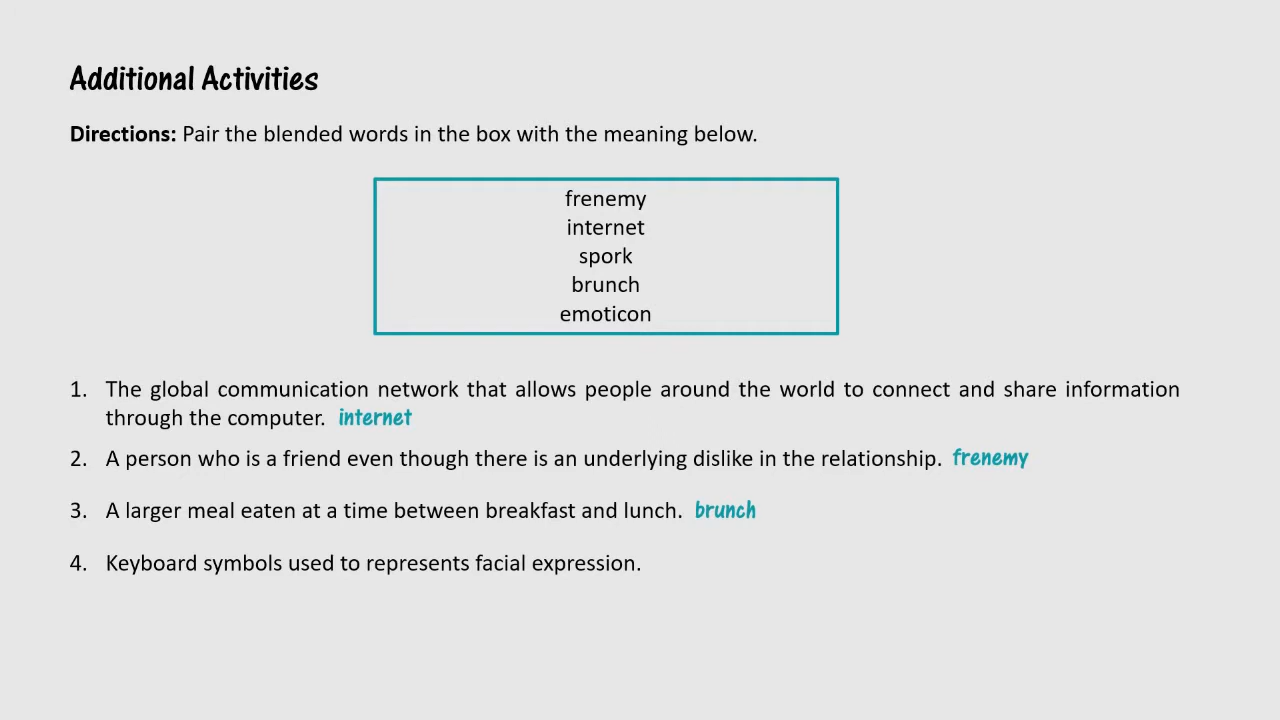 Additional Activities
Directions: Pair the blended words in the box with the meaning below.
frenemy
internet
spork
brunch
emoticon
1. The global communication network that allows people around the world to connect and share information
through the computer. internet
2. A person who is a friend even though there is an underlying dislike in the relationship. frenemy
3. A larger meal eaten at a time between breakfast and lunch. brunch
4. Keyboard symbols used to represents facial expression.